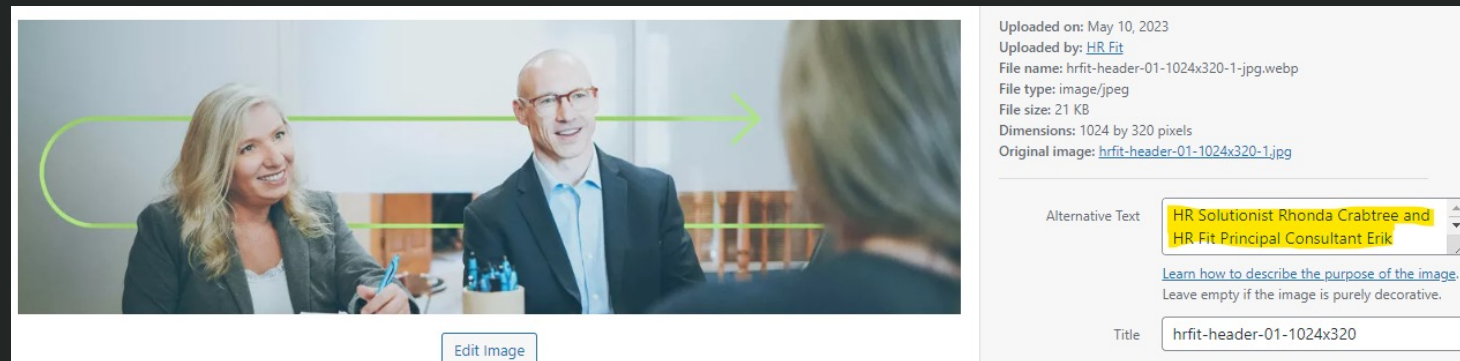 Uploaded on: May 10, 2023
Uploaded by: HR Fit
File name: hrfit-header-01-1024x320-1-jpg.webp
File type: image/jpeg
File size: 21 KB
Dimensions: 1024 by 320 pixels
Original image: hrfit-header-01-1024x320-1.jpg
Alternative Text
HR Solutionist Rhonda Crabtree and
HR Fit Principal Consultant Erik
Learn how to describe the purpose of the image.
Leave empty if the image is purely decorative.
Title
hrfit-header-01-1024x320
Edit Image